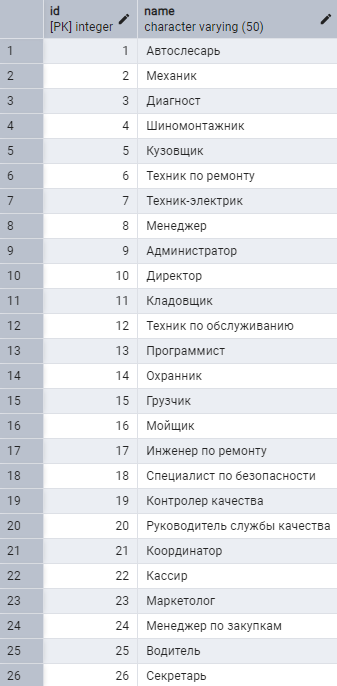 id name
[PK] integer character varying (50)
1 1 Автослесарь
2 2 Механик
3 3 Диагност
4 4 Шиномонтажник
5 5 Кузовщик
6 6 Техник по ремонту
7 7 Техник-электрик
8 8 Менеджер
9 9 Администратор
10 10 Директор
11 11 Кладовщик
12 12 Техник по обслуживанию
13 13 Программист
14 14 Охранник
15 15 Грузчик
16 16 Мойщик
17 17 Инженер по ремонту
18 18 Специалист по безопасности
19 19 Контролер качества
20 20 Руководитель службы качества
21 21 Координатор
22 22 Кассир
23 23 Маркетолог
24 24 Менеджер по закупкам
25 25 Водитель
26 26 Секретарь